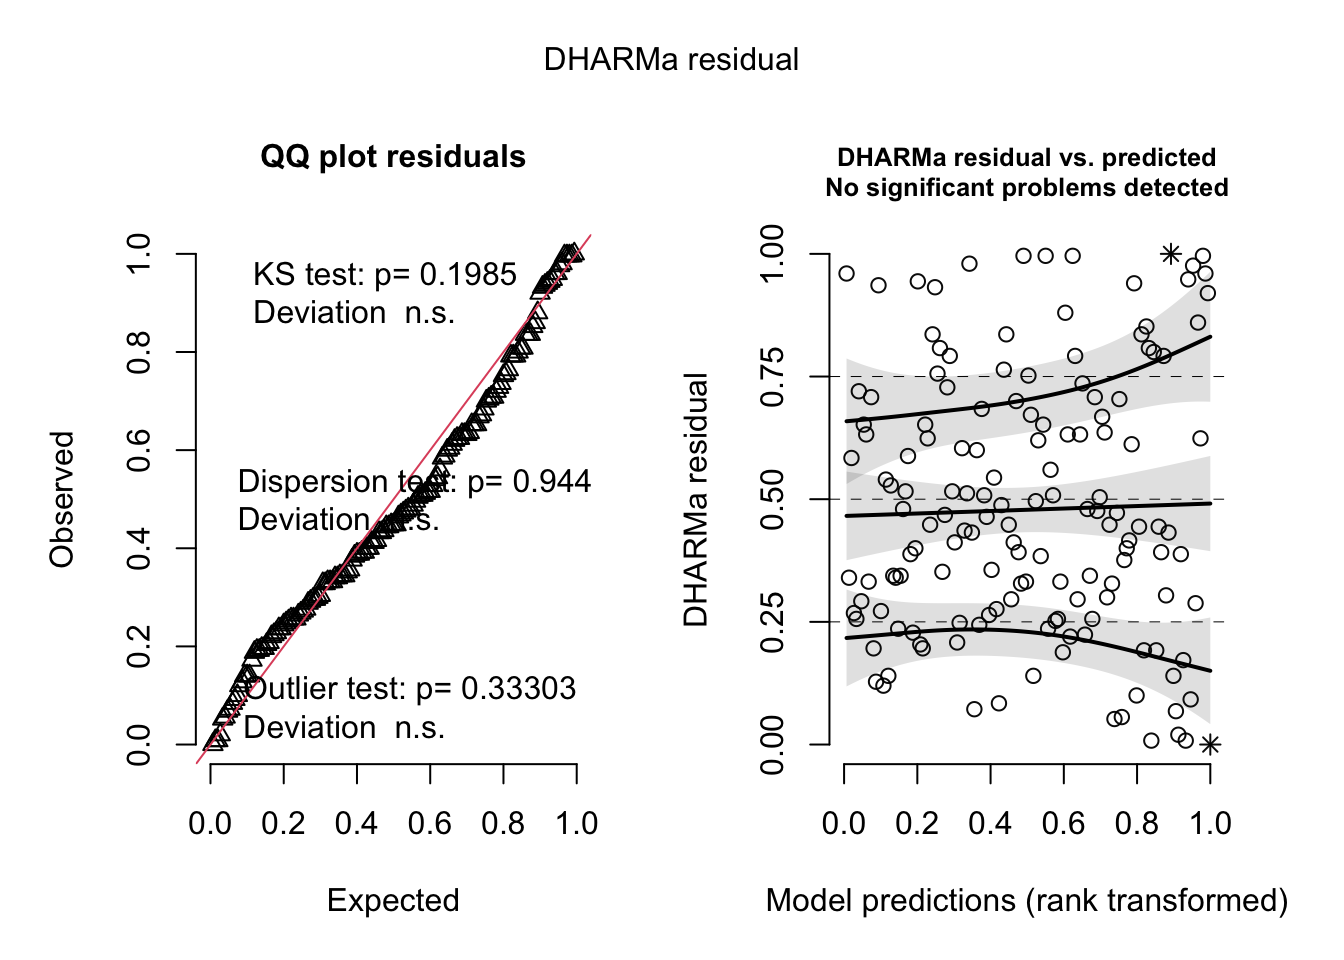 DHARMa residual
QQ plot residuals
KS test: p= 0.1985
Deviation  n.s.
Dispersion test: p= 0.944
Deviation  n.s.
Outlier test: p= 0.33303
Deviation  n.s.
Observed
0.0 0.2 0.4 0.6 0.8 1.0
0.0 0.2 0.4 0.6 0.8 1.0
Expected
DHARMa residual vs. predicted
No significant problems detected
DHARMa residual
0.00 0.25 0.50 0.75 1.00
0.0 0.2 0.4 0.6 0.8 1.0
Model predictions (rank transformed)